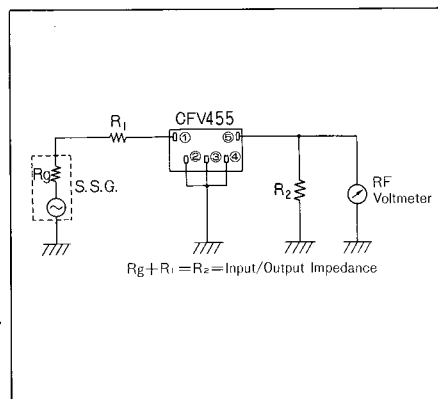 CFV455
R₁
① ⑤
② ③ ④
Rg
S.S.G.
R₂
RF
Voltmeter
Rg+R₁=R₂=Input/Output Impedance